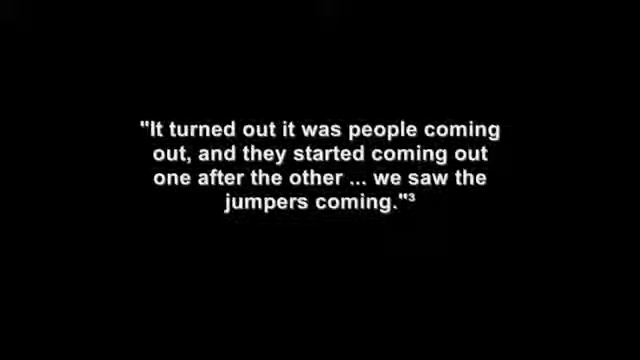 "It turned out it was people coming
out, and they started coming out
one after the other ... we saw the
jumpers coming."³